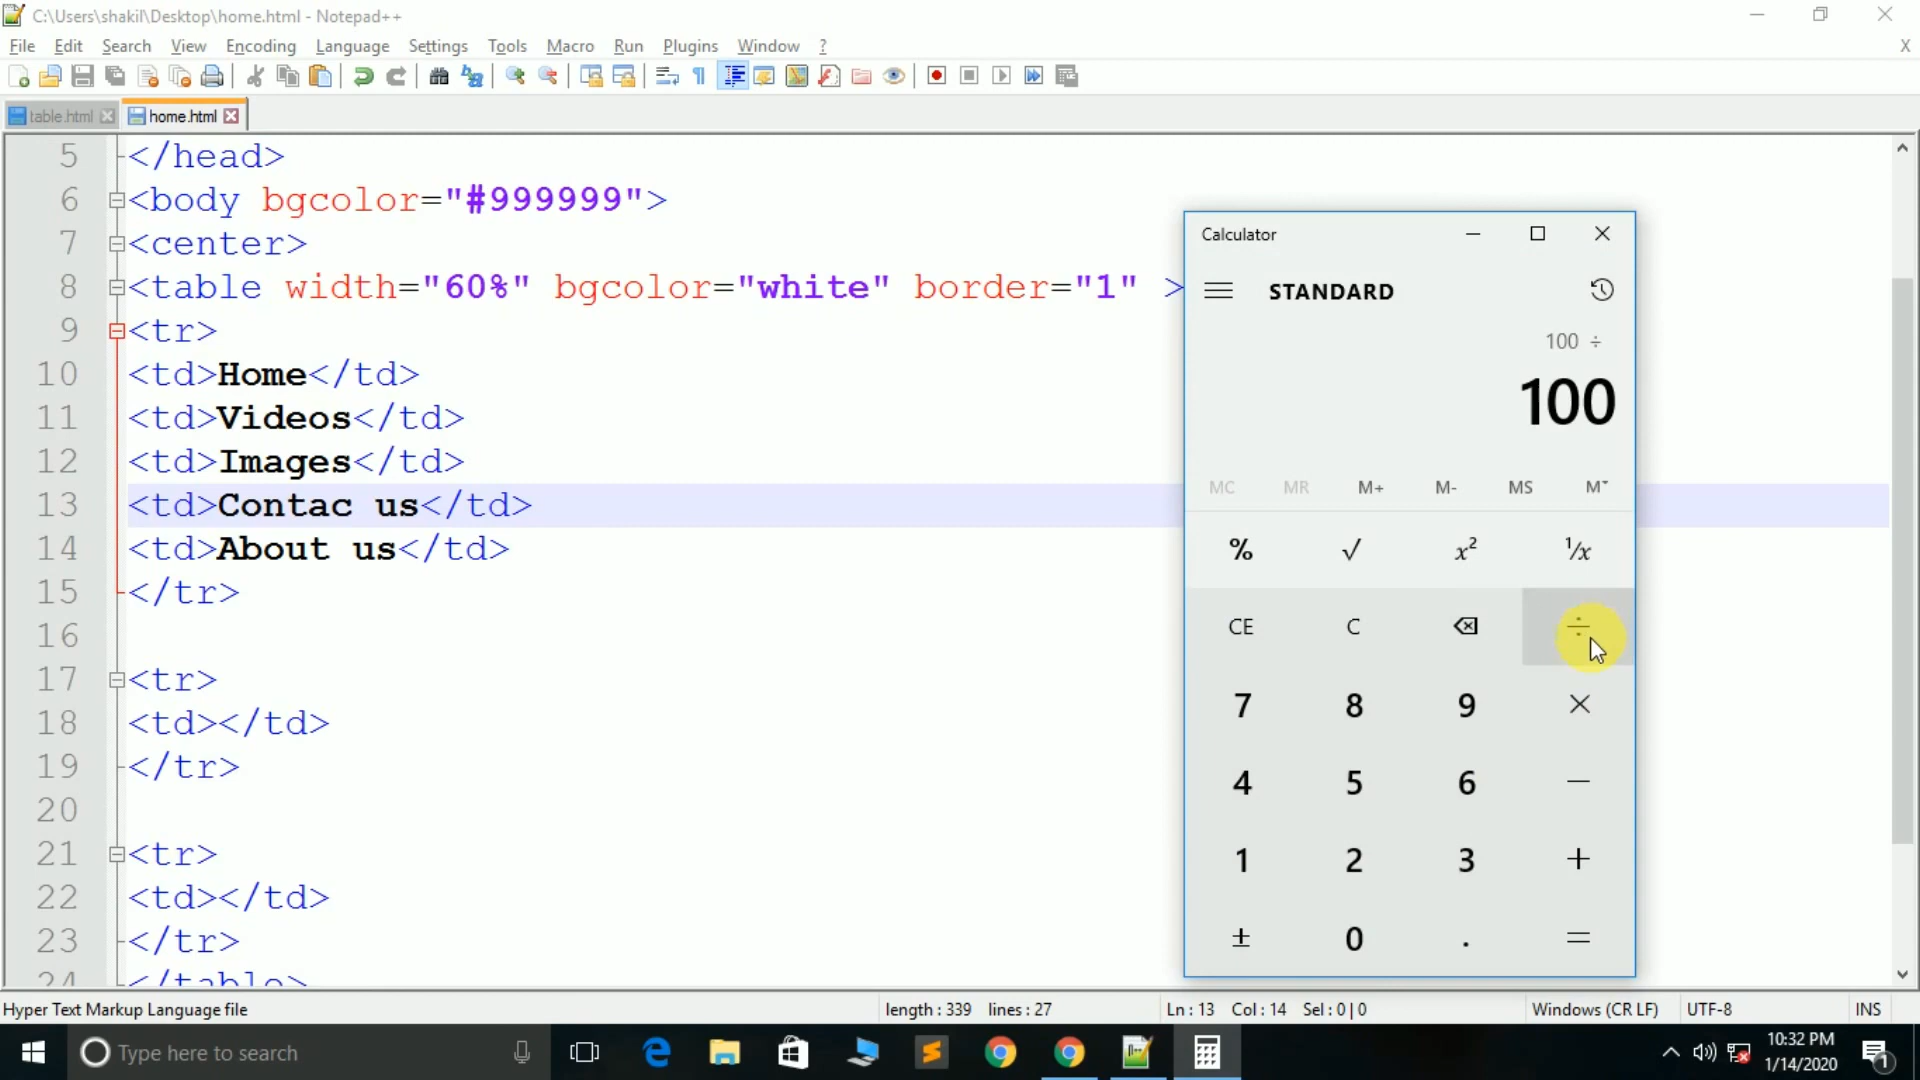 C:\Users\shakil\Desktop\home.html - Notepad++
File Edit Search View Encoding Language Settings Tools Macro Run Plugins Window ?
X
table.html home.html
5 </head>
6 <body bgcolor="#999999">
7 <center>
8 <table width="60%" bgcolor="white" border="1" >
9 <tr>
10 <td>Home</td>
11 <td>Videos</td>
12 <td>Images</td>
13 <td>Contac us</td>
14 <td>About us</td>
15 </tr>
16
17 <tr>
18 <td></td>
19 </tr>
20
21 <tr>
22 <td></td>
23 </tr>
24 </table>
Calculator
STANDARD
100 ÷
100
MC MR M+ M- MS M˅
% √ x² ¹/x
CE C ÷
7 8 9 ×
4 5 6 −
1 2 3 +
± 0 . =
Hyper Text Markup Language file length : 339 lines : 27 Ln : 13 Col : 14 Sel : 0 | 0 Windows (CR LF) UTF-8 INS
Type here to search
10:32 PM
1/14/2020
1